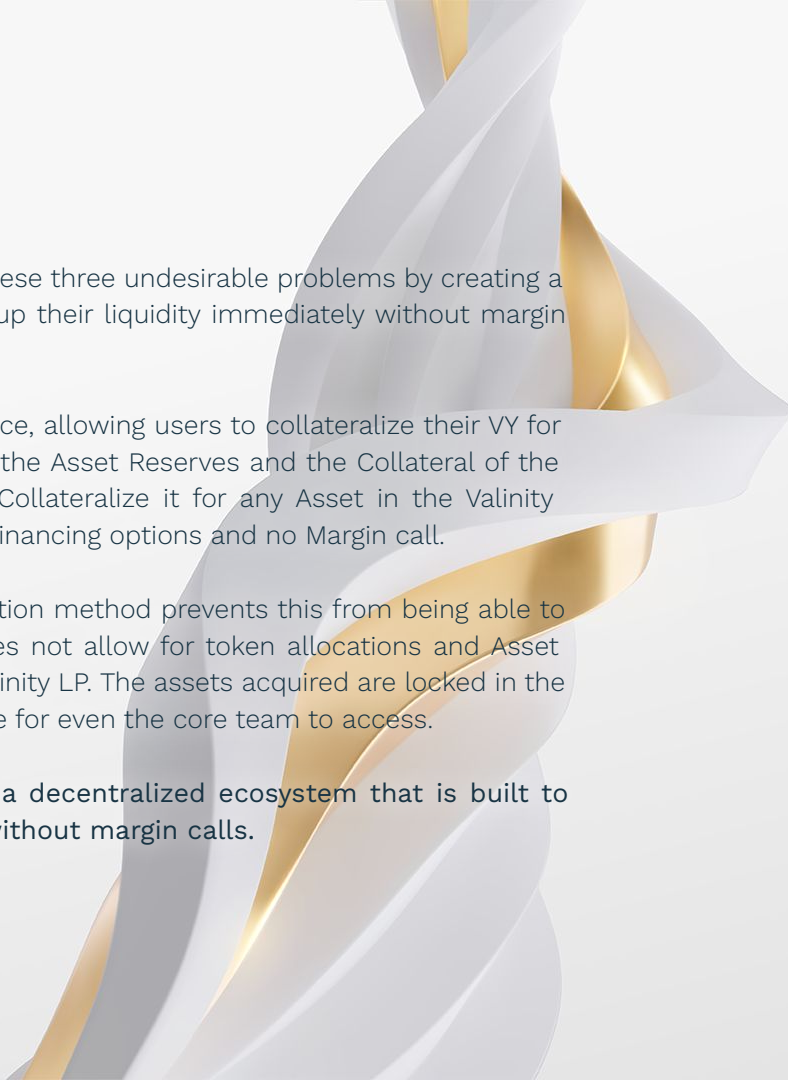 ese three undesirable problems by creating a
up their liquidity immediately without margin
ce, allowing users to collateralize their VY for
the Asset Reserves and the Collateral of the
Collateralize it for any Asset in the Valinity
inancing options and no Margin call.
tion method prevents this from being able to
es not allow for token allocations and Asset
inity LP. The assets acquired are locked in the
e for even the core team to access.
a decentralized ecosystem that is built to
vithout margin calls.